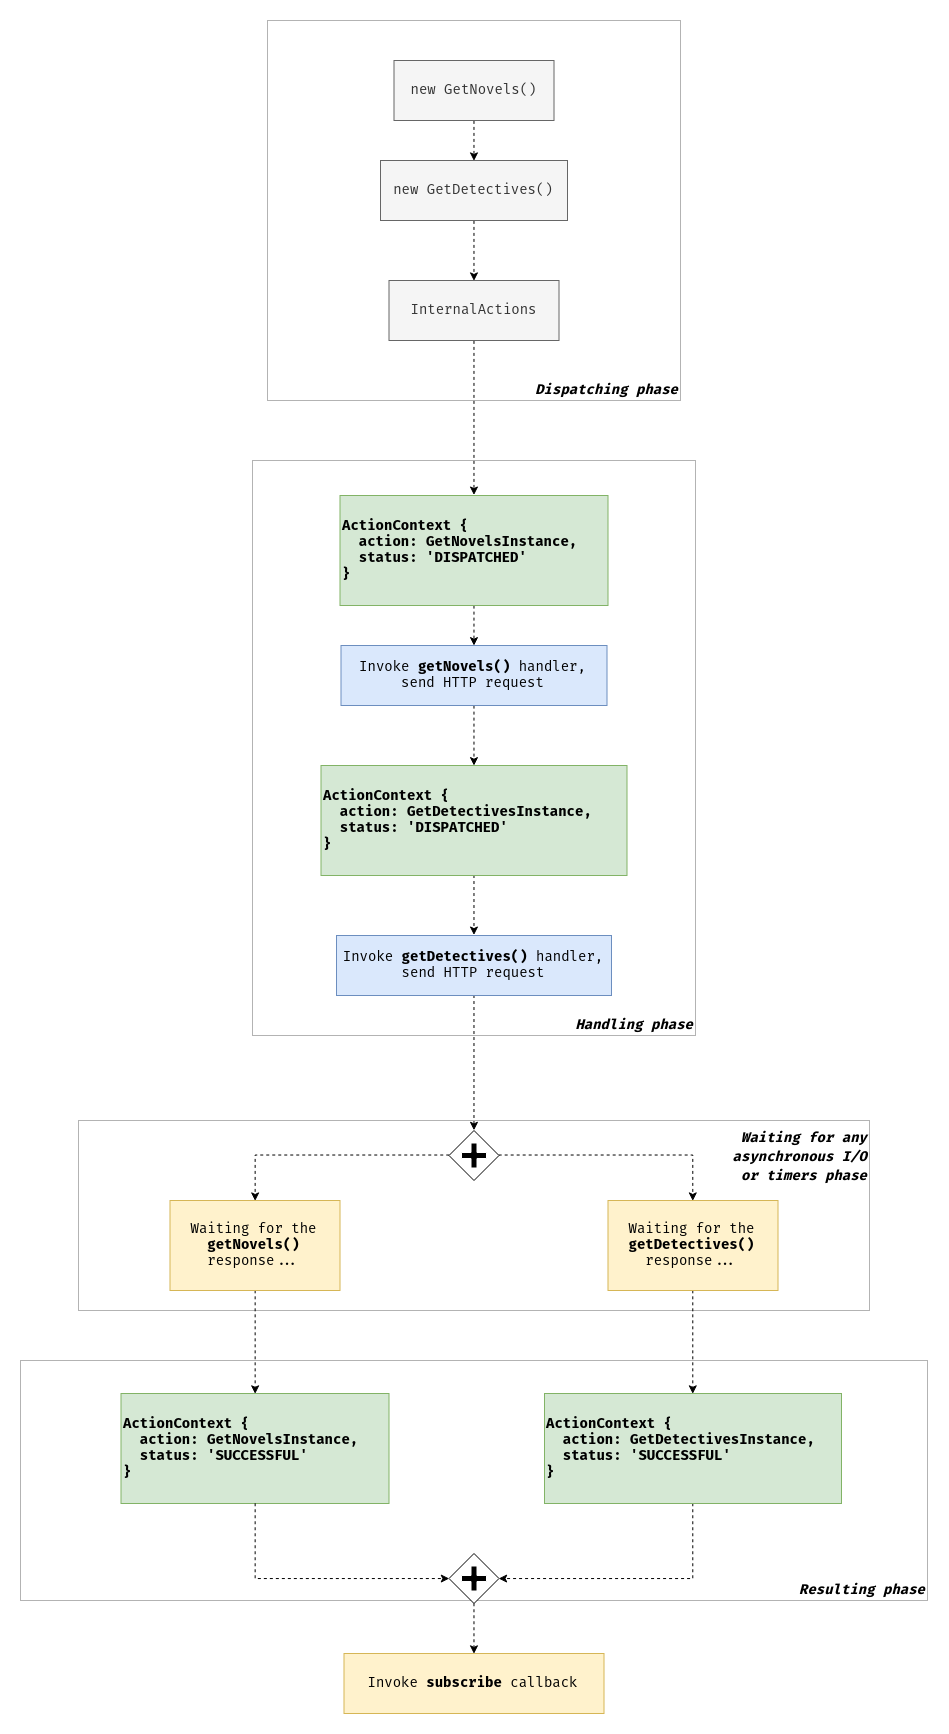 new GetNovels()
new GetDetectives()
InternalActions
Dispatching phase
ActionContext {
  action: GetNovelsInstance,
  status: 'DISPATCHED'
}
Invoke getNovels() handler,
send HTTP request
ActionContext {
  action: GetDetectivesInstance,
  status: 'DISPATCHED'
}
Invoke getDetectives() handler,
send HTTP request
Handling phase
Waiting for any
asynchronous I/O
or timers phase
Waiting for the
getNovels()
response...
Waiting for the
getDetectives()
response...
ActionContext {
  action: GetNovelsInstance,
  status: 'SUCCESSFUL'
}
ActionContext {
  action: GetDetectivesInstance,
  status: 'SUCCESSFUL'
}
Resulting phase
Invoke subscribe callback